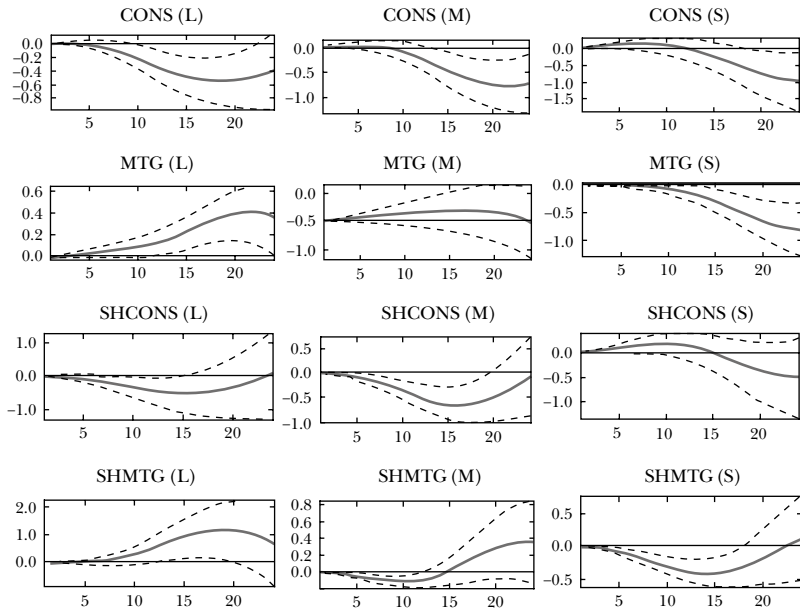 CONS (L)
0.0
−0.2
−0.4
−0.6
−0.8
5 10 15 20
CONS (M)
0.0
−0.5
−1.0
5 10 15 20
CONS (S)
0.0
−0.5
−1.0
−1.5
5 10 15 20
MTG (L)
0.6
0.4
0.2
0.0
5 10 15 20
MTG (M)
0.0
−0.5
−1.0
5 10 15 20
MTG (S)
0.0
−0.5
−1.0
5 10 15 20
SHCONS (L)
1.0
0.0
−1.0
5 10 15 20
SHCONS (M)
0.5
0.0
−0.5
−1.0
5 10 15 20
SHCONS (S)
0.0
−0.5
−1.0
5 10 15 20
SHMTG (L)
2.0
1.0
0.0
5 10 15 20
SHMTG (M)
0.8
0.6
0.4
0.2
0.0
5 10 15 20
SHMTG (S)
0.5
0.0
−0.5
5 10 15 20